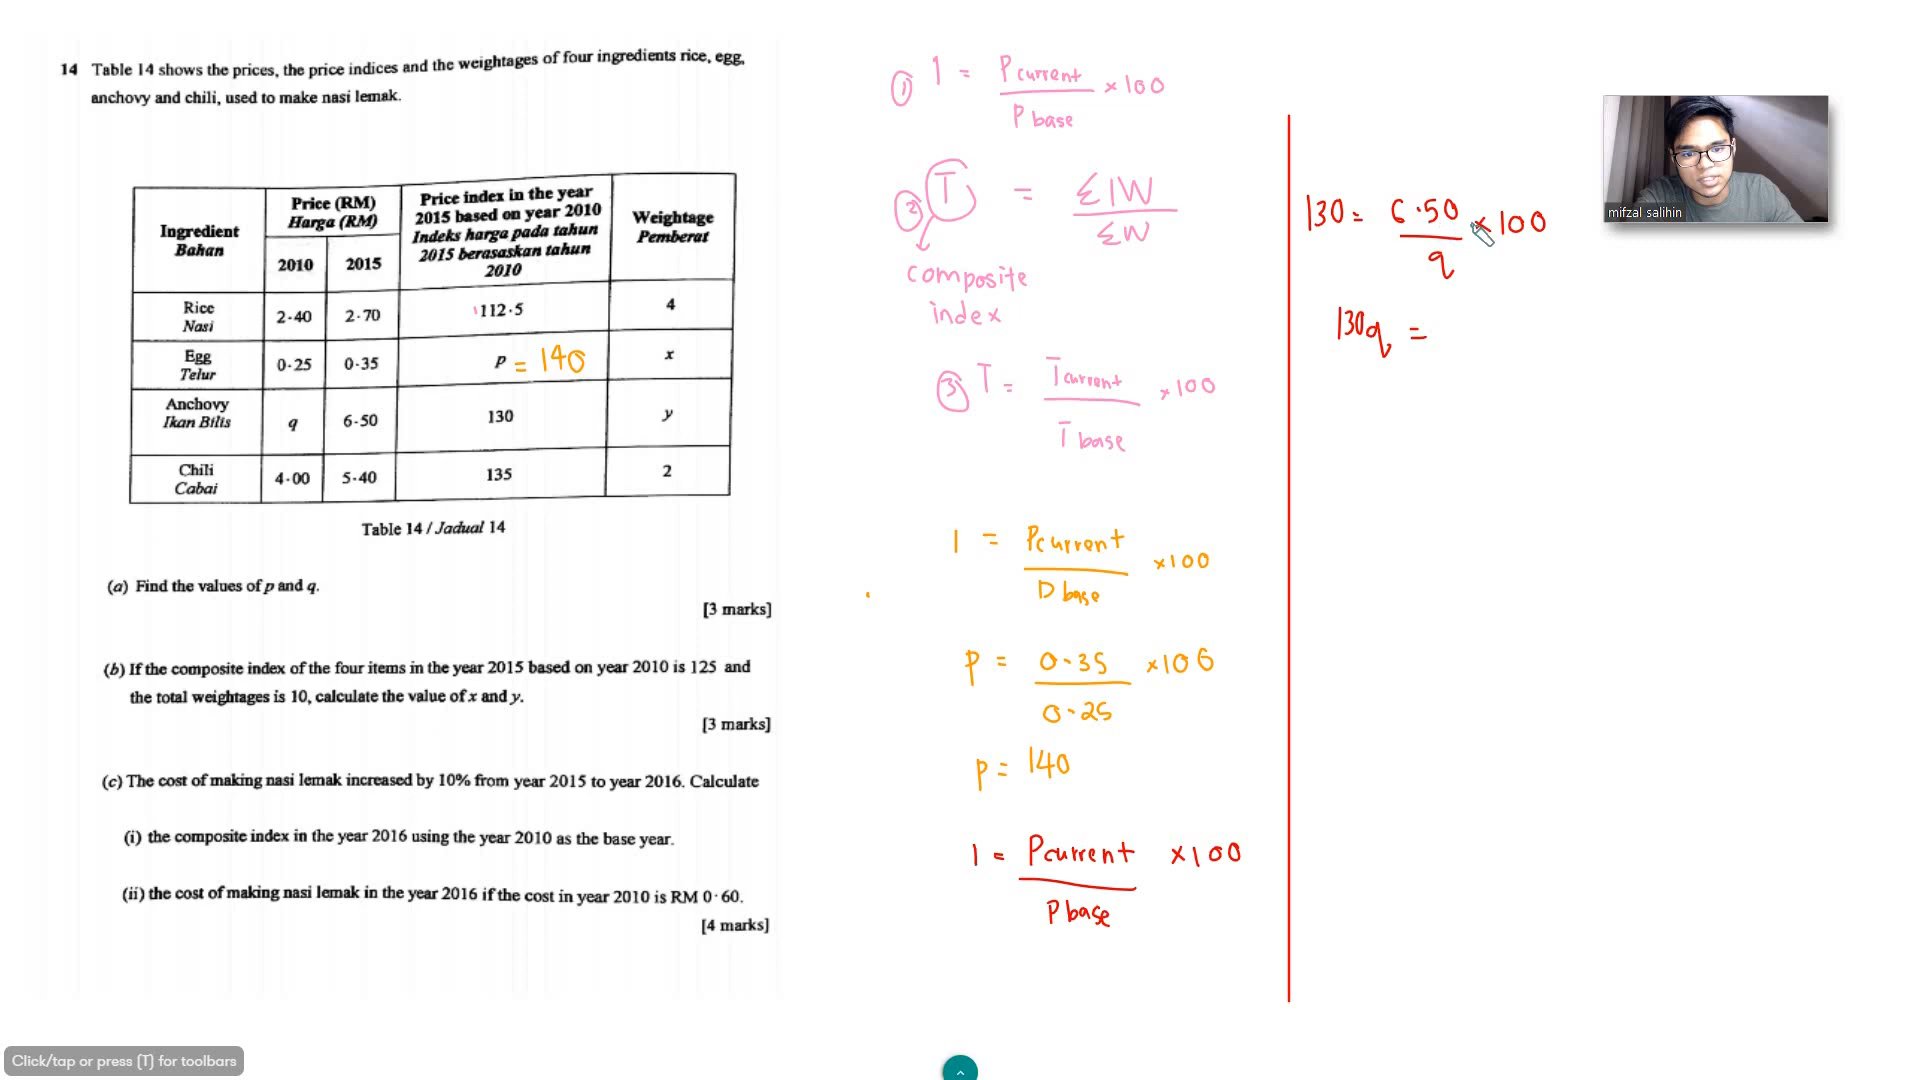 14 Table 14 shows the prices, the price indices and the weightages of four ingredients rice, egg,
anchovy and chili, used to make nasi lemak.
Ingredient
Bahan
Price (RM)
Harga (RM)
2010 2015
Price index in the year
2015 based on year 2010
Indeks harga pada tahun
2015 berasaskan tahun
2010
Weightage
Pemberat
Rice
Nasi
2·40 2·70 112·5 4
Egg
Telur
0·25 0·35 P = 140 x
Anchovy
Ikan Bilis
q 6·50 130 y
Chili
Cabai
4·00 5·40 135 2
Table 14 / Jadual 14
(a) Find the values of p and q.
[3 marks]
(b) If the composite index of the four items in the year 2015 based on year 2010 is 125 and
the total weightages is 10, calculate the value of x and y.
[3 marks]
(c) The cost of making nasi lemak increased by 10% from year 2015 to year 2016. Calculate
(i) the composite index in the year 2016 using the year 2010 as the base year.
(ii) the cost of making nasi lemak in the year 2016 if the cost in year 2010 is RM 0·60.
[4 marks]
① I = P current / P base × 100
② Ī = ΣIW / ΣW
composite
index
③ Ī = Ī current / Ī base × 100
I = P current / P base × 100
P = 0.35 / 0.25 × 100
P = 140
I = P current / P base × 100
130 = 6.50 / q × 100
130q =
mifzal salihin
Click/tap or press (T) for toolbars